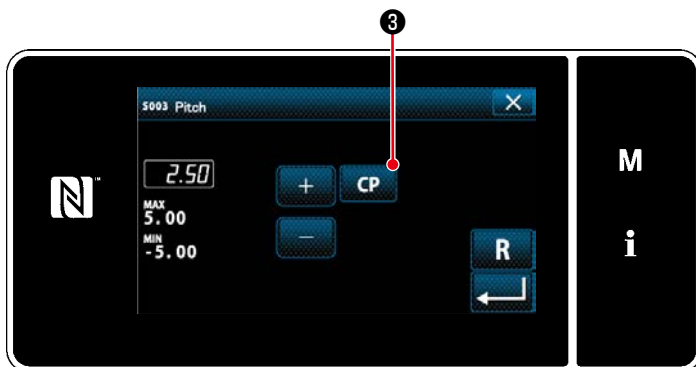 ❸
S003 Pitch
2.50
+
CP
MAX
5.00
−
MIN
-5.00
R
M
i
N